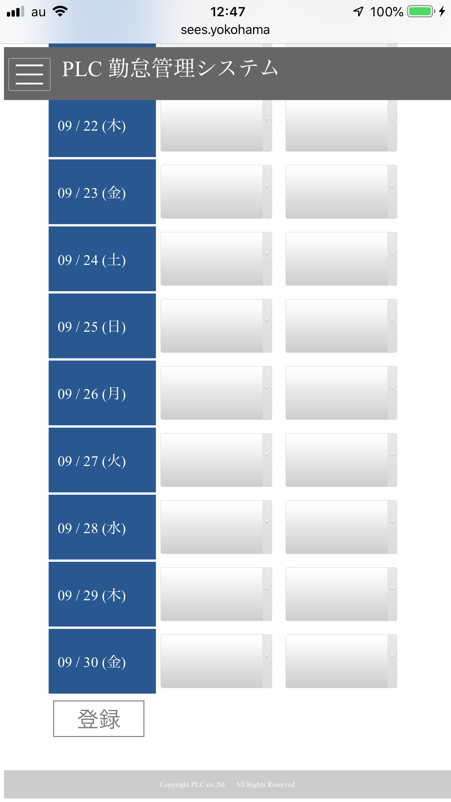 au 12:47 100%
sees.yokohama
PLC 勤怠管理システム
09 / 22 (木)
09 / 23 (金)
09 / 24 (土)
09 / 25 (日)
09 / 26 (月)
09 / 27 (火)
09 / 28 (水)
09 / 29 (木)
09 / 30 (金)
登録
Copyright PLC co.,ltd. All Rights Reserved